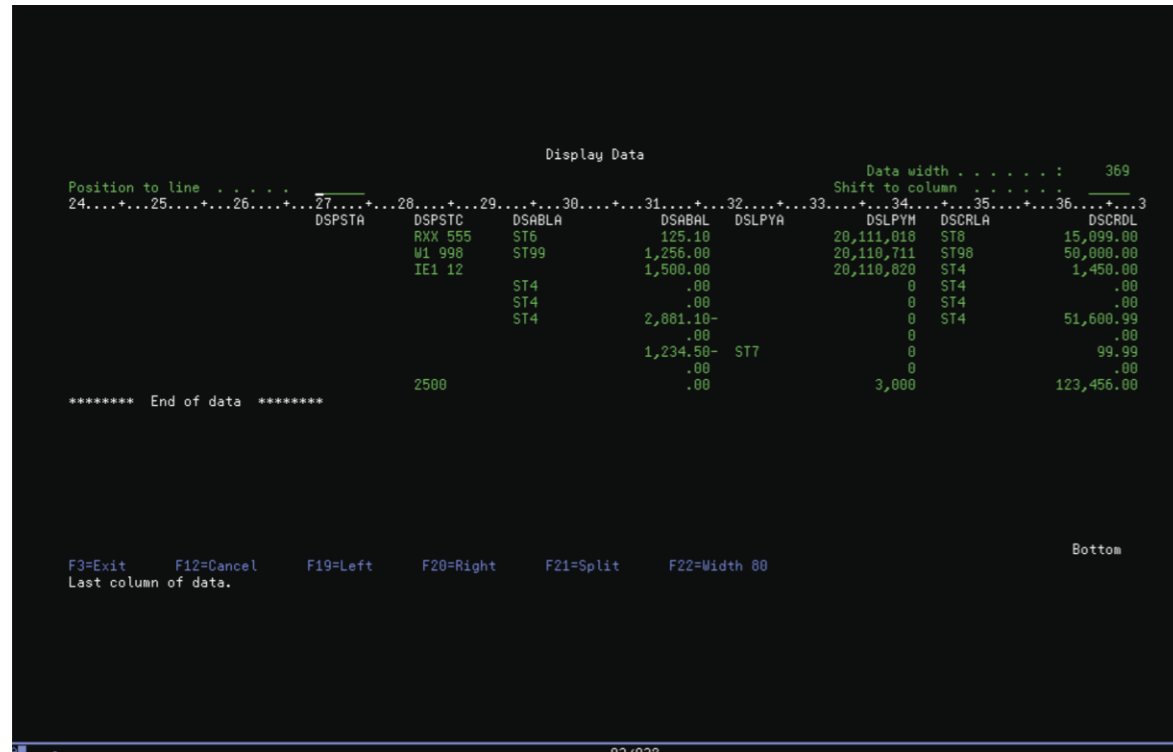 Display Data
Data width . . . . . . :     369
Position to line . . . . .   Shift to column . . . . . .
24....+...25....+...26....+...27....+...28....+...29....+...30....+...31....+...32....+...33....+...34....+...35....+...36....+...3
DSPSTA DSPSTC DSABLA DSABAL DSLPYA DSLPYM DSCRLA DSCRDL
RXX 555 ST6 125.10 20,111,018 ST8 15,099.00
W1 998 ST99 1,256.00 20,110,711 ST98 50,000.00
IE1 12 1,500.00 20,110,820 ST4 1,450.00
ST4 .00 0 ST4 .00
ST4 .00 0 ST4 .00
ST4 2,881.10- 0 ST4 51,600.99
.00 0 .00
1,234.50- ST7 0 99.99
.00 0 .00
2500 .00 3,000 123,456.00
******** End of data ********
Bottom
F3=Exit F12=Cancel F19=Left F20=Right F21=Split F22=Width 80
Last column of data.